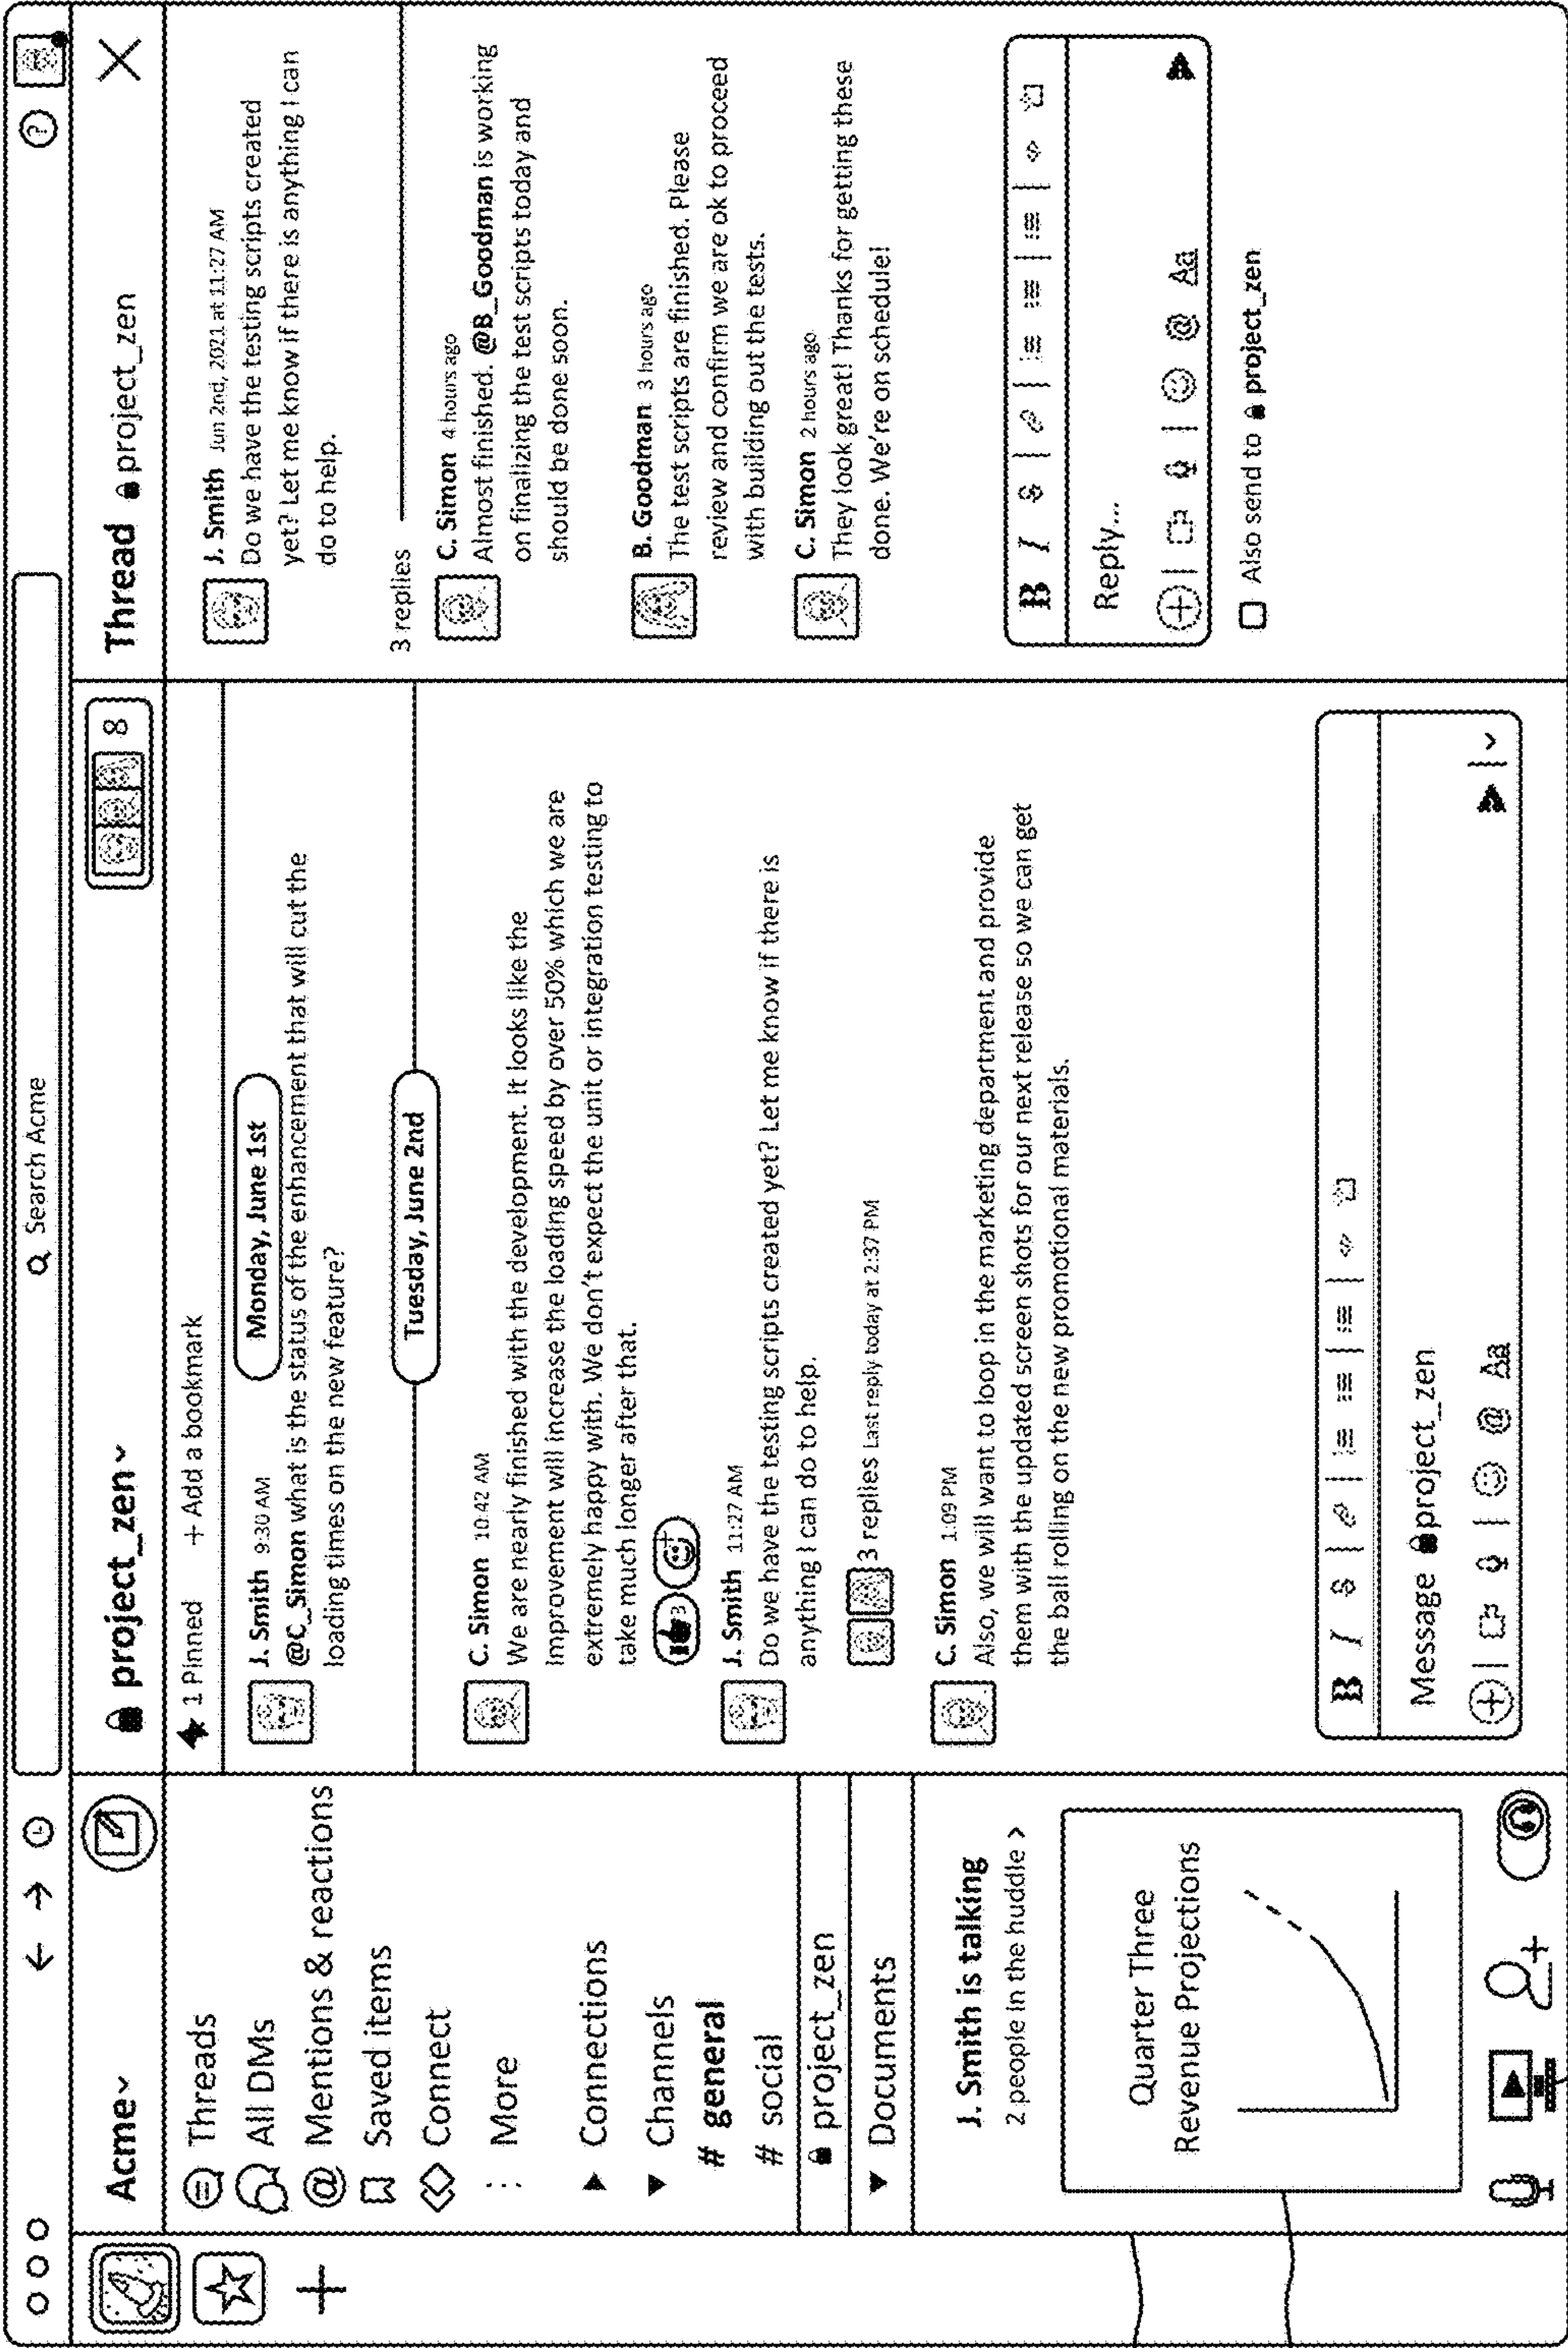 Search Acme
?
Acme
Threads
All DMs
@ Mentions & reactions
Saved items
Connect
More
Connections
Channels
# general
# social
project_zen
Documents
J. Smith is talking
2 people in the huddle >
Quarter Three
Revenue Projections
project_zen
8
1 Pinned + Add a bookmark
Monday, June 1st
J. Smith 9:30 AM
@C_Simon what is the status of the enhancement that will cut the
loading times on the new feature?
Tuesday, June 2nd
C. Simon 10:42 AM
We are nearly finished with the development. It looks like the
improvement will increase the loading speed by over 50% which we are
extremely happy with. We don't expect the unit or integration testing to
take much longer after that.
3
J. Smith 11:27 AM
Do we have the testing scripts created yet? Let me know if there is
anything I can do to help.
3 replies Last reply today at 2:37 PM
C. Simon 1:09 PM
Also, we will want to loop in the marketing department and provide
them with the updated screen shots for our next release so we can get
the ball rolling on the new promotional materials.
B I S
Message project_zen
@ Aa
Thread project_zen
J. Smith Jun 2nd, 2021 at 11:27 AM
Do we have the testing scripts created
yet? Let me know if there is anything I can
do to help.
3 replies
C. Simon 4 hours ago
Almost finished. @B_Goodman is working
on finalizing the test scripts today and
should be done soon.
B. Goodman 3 hours ago
The test scripts are finished. Please
review and confirm we are ok to proceed
with building out the tests.
C. Simon 2 hours ago
They look great! Thanks for getting these
done. We're on schedule!
B I S
Reply...
@ Aa
Also send to project_zen